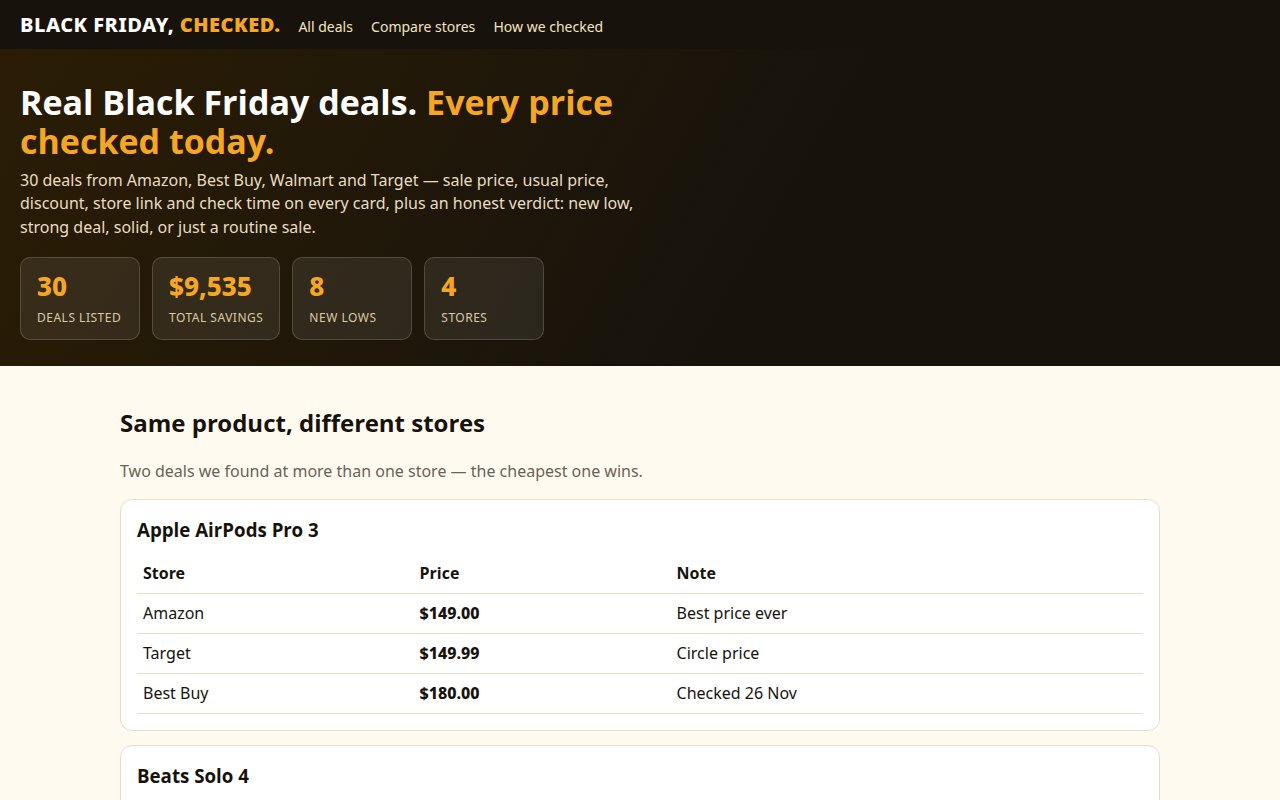 BLACK FRIDAY, CHECKED. All deals Compare stores How we checked
Real Black Friday deals. Every price
checked today.
30 deals from Amazon, Best Buy, Walmart and Target — sale price, usual price,
discount, store link and check time on every card, plus an honest verdict: new low,
strong deal, solid, or just a routine sale.
30 $9,535 8 4
DEALS LISTED TOTAL SAVINGS NEW LOWS STORES
Same product, different stores
Two deals we found at more than one store — the cheapest one wins.
Apple AirPods Pro 3
Store Price Note
Amazon $149.00 Best price ever
Target $149.99 Circle price
Best Buy $180.00 Checked 26 Nov
Beats Solo 4